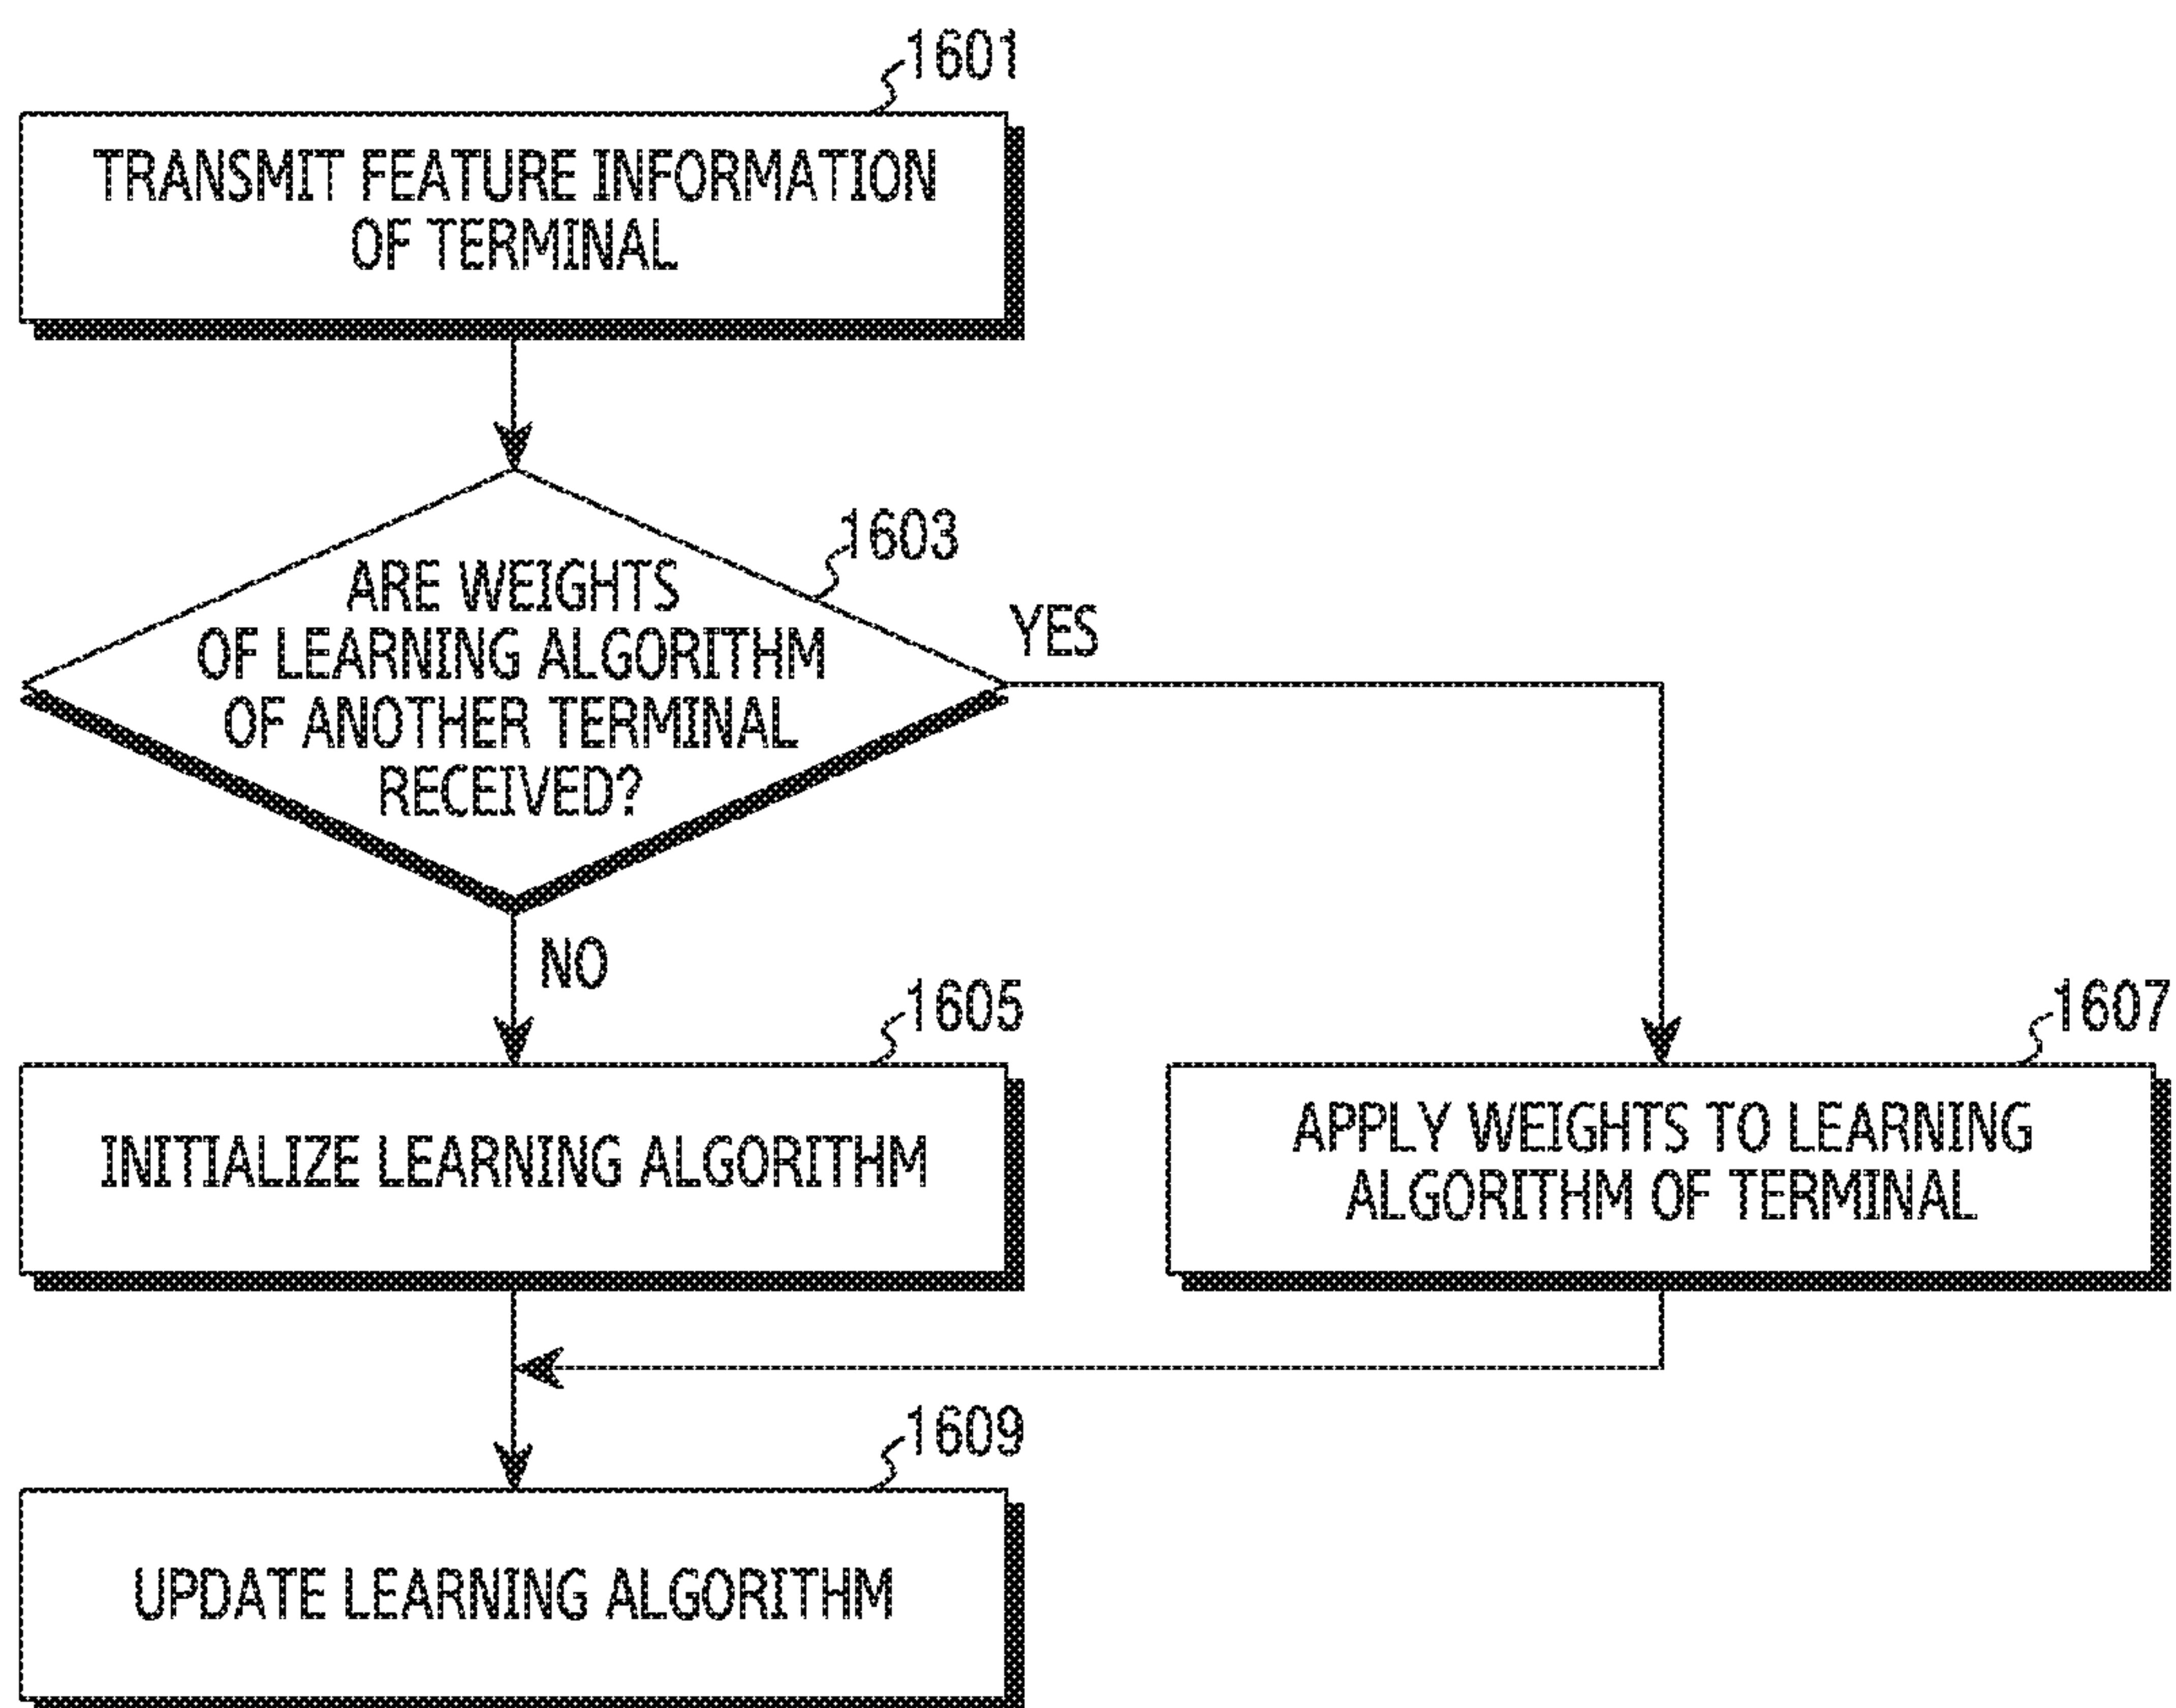 1601
TRANSMIT FEATURE INFORMATION
OF TERMINAL
1603
ARE WEIGHTS
OF LEARNING ALGORITHM
OF ANOTHER TERMINAL
RECEIVED?
YES
NO
1605
INITIALIZE LEARNING ALGORITHM
1607
APPLY WEIGHTS TO LEARNING
ALGORITHM OF TERMINAL
1609
UPDATE LEARNING ALGORITHM